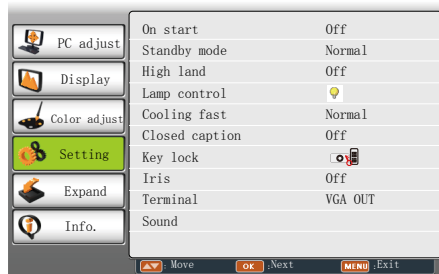 PC adjust
Display
Color adjust
Setting
Expand
Info.
On start Off
Standby mode Normal
High land Off
Lamp control
Cooling fast Normal
Closed caption Off
Key lock
Iris Off
Terminal VGA OUT
Sound
: Move OK :Next MENU :Exit